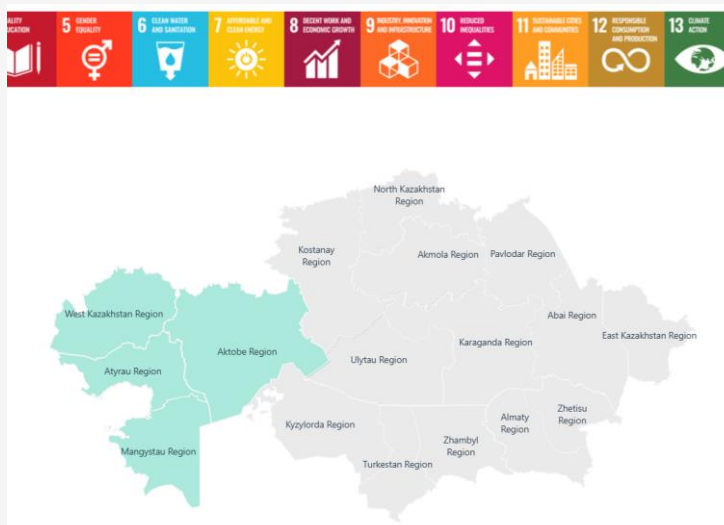 ALITY
UCATION
5 GENDER
EQUALITY
6 CLEAN WATER
AND SANITATION
7 AFFORDABLE AND
CLEAN ENERGY
8 DECENT WORK AND
ECONOMIC GROWTH
9 INDUSTRY, INNOVATION
AND INFRASTRUCTURE
10 REDUCED
INEQUALITIES
11 SUSTAINABLE CITIES
AND COMMUNITIES
12 RESPONSIBLE
CONSUMPTION
AND PRODUCTION
13 CLIMATE
ACTION
North Kazakhstan
Region
Kostanay
Region
Akmola Region
Pavlodar Region
West Kazakhstan Region
Abai Region
East Kazakhstan Region
Aktobe Region
Ulytau Region
Karaganda Region
Atyrau Region
Kyzylorda Region
Almaty
Region
Zhetisu
Region
Mangystau Region
Zhambyl
Region
Turkestan Region